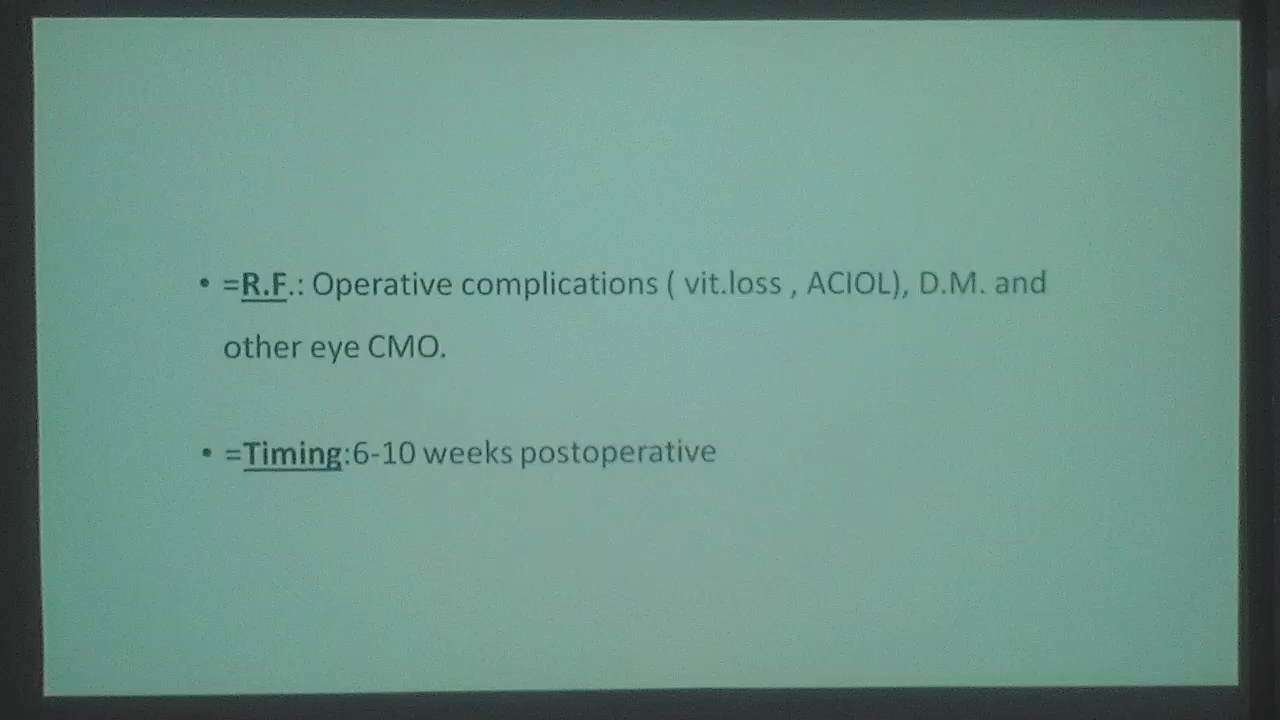 • =R.F.: Operative complications ( vit.loss , ACIOL), D.M. and
other eye CMO.
• =Timing:6-10 weeks postoperative